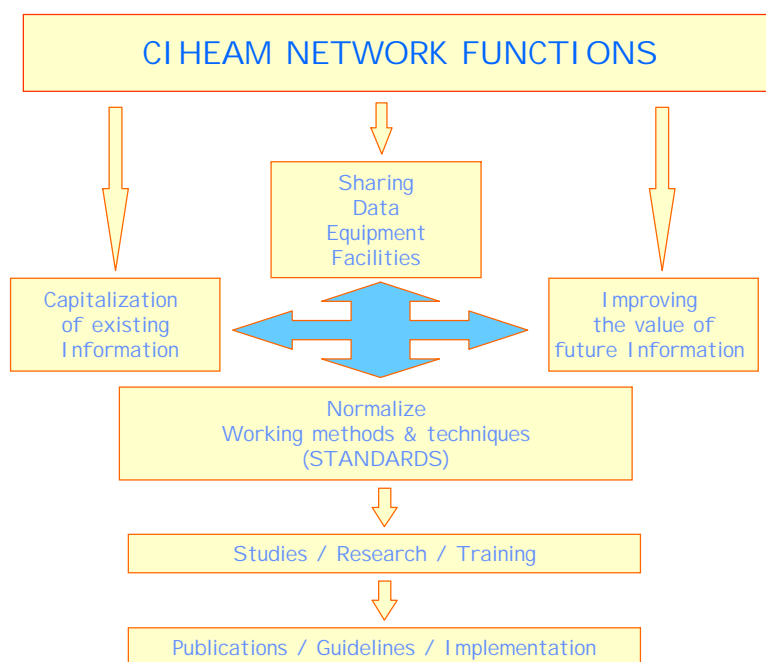 CIHEAM NETWORK FUNCTIONS
Sharing
Data
Equipment
Facilities
Capitalization
of existing
Information
Improving
the value of
future Information
Normalize
Working methods & techniques
(STANDARDS)
Studies / Research / Training
Publications / Guidelines / Implementation